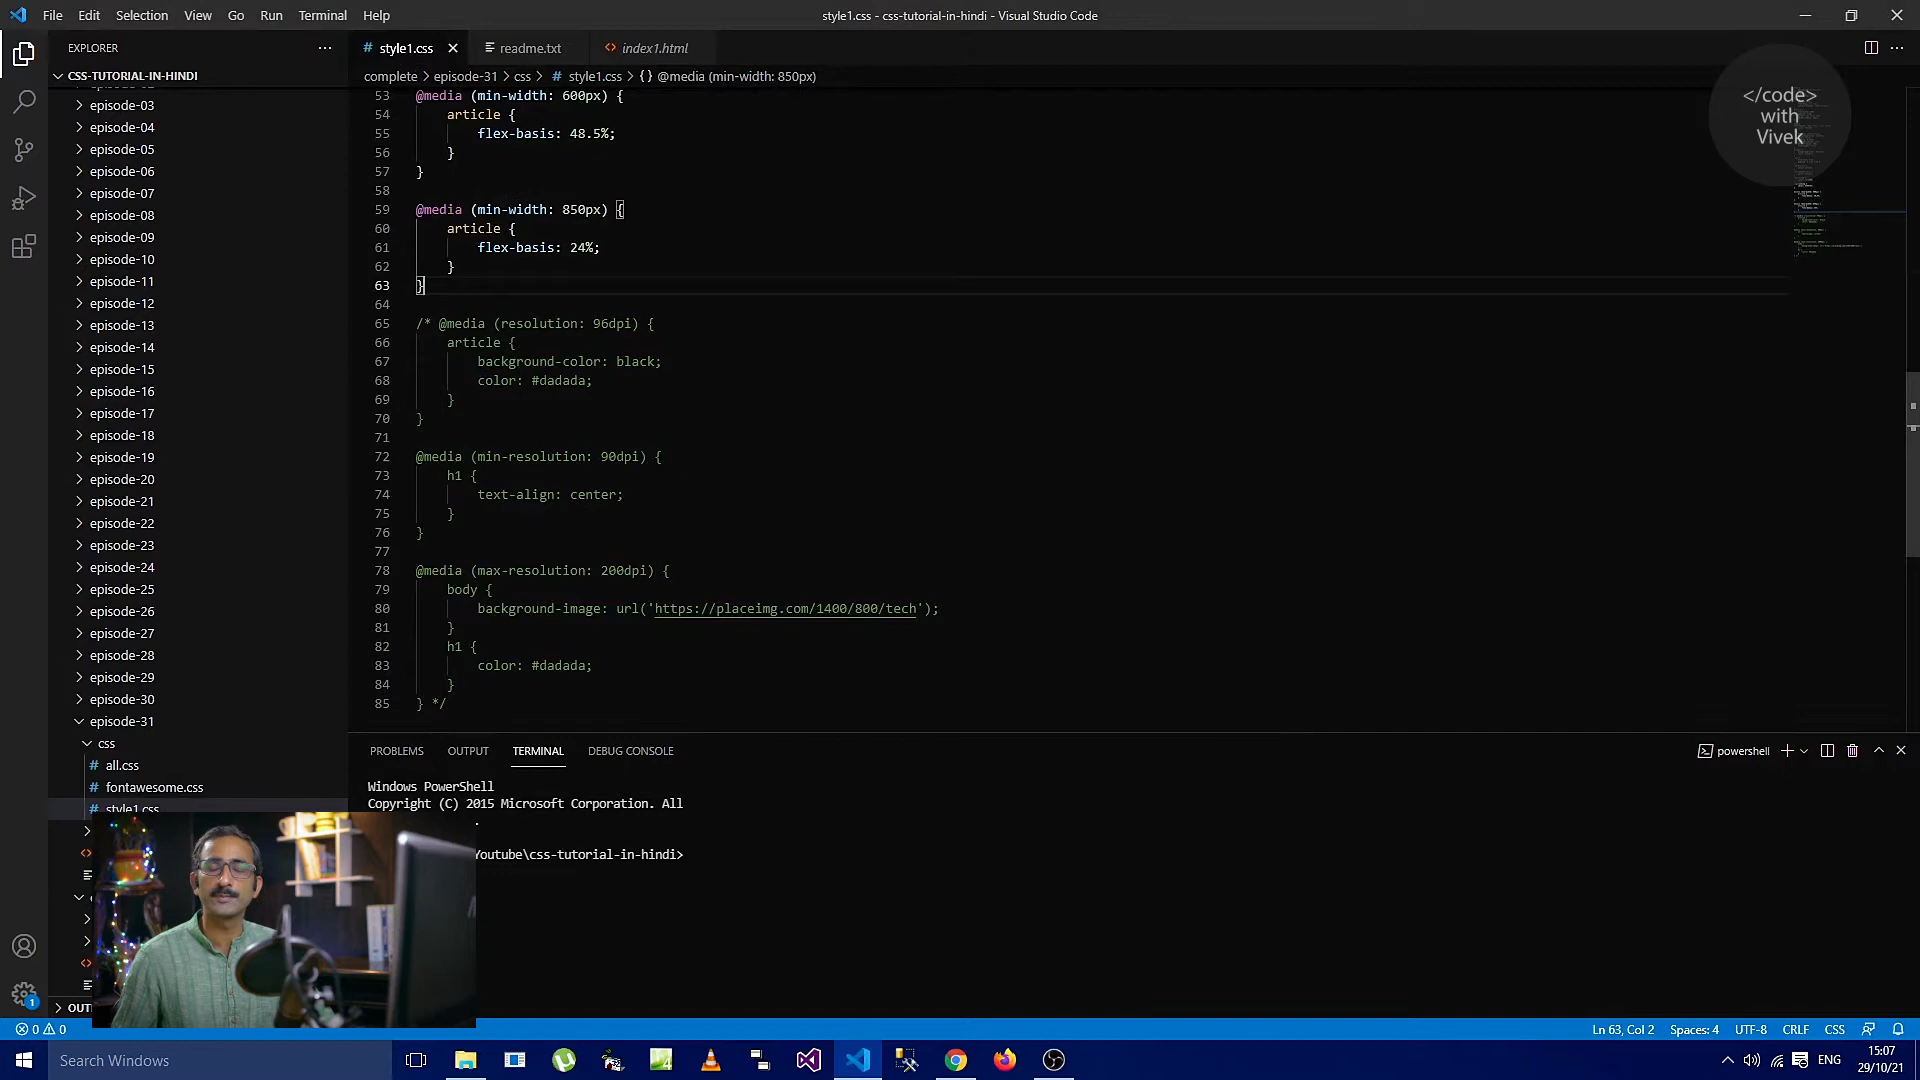 File Edit Selection View Go Run Terminal Help
style1.css - css-tutorial-in-hindi - Visual Studio Code
EXPLORER
CSS-TUTORIAL-IN-HINDI
episode-03
episode-04
episode-05
episode-06
episode-07
episode-08
episode-09
episode-10
episode-11
episode-12
episode-13
episode-14
episode-15
episode-16
episode-17
episode-18
episode-19
episode-20
episode-21
episode-22
episode-23
episode-24
episode-25
episode-26
episode-27
episode-28
episode-29
episode-30
episode-31
css
all.css
fontawesome.css
style1.css
style1.css readme.txt index1.html
complete > episode-31 > css > # style1.css > {} @media (min-width: 850px)
</code>
with
Vivek
53 @media (min-width: 600px) {
54 article {
55 flex-basis: 48.5%;
56 }
57 }
58
59 @media (min-width: 850px) {
60 article {
61 flex-basis: 24%;
62 }
63 }
64
65 /* @media (resolution: 96dpi) {
66 article {
67 background-color: black;
68 color: #dadada;
69 }
70 }
71
72 @media (min-resolution: 90dpi) {
73 h1 {
74 text-align: center;
75 }
76 }
77
78 @media (max-resolution: 200dpi) {
79 body {
80 background-image: url('https://placeimg.com/1400/800/tech');
81 }
82 h1 {
83 color: #dadada;
84 }
85 } */
PROBLEMS OUTPUT TERMINAL DEBUG CONSOLE
powershell
Windows PowerShell
Copyright (C) 2015 Microsoft Corporation. All
.
Youtube\css-tutorial-in-hindi>
0 0
Ln 63, Col 2 Spaces: 4 UTF-8 CRLF CSS
Search Windows
ENG
15:07
29/10/21